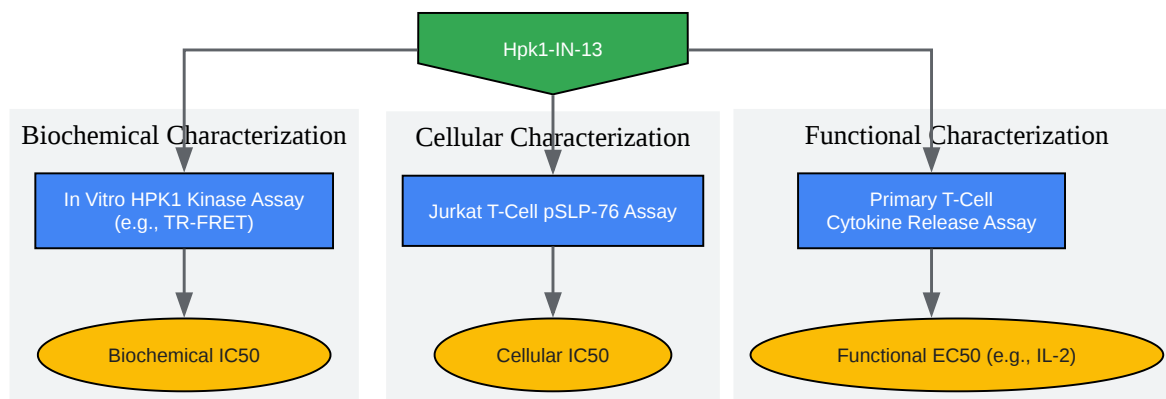 Hpk1-IN-13
Biochemical Characterization
In Vitro HPK1 Kinase Assay
(e.g., TR-FRET)
Biochemical IC50
Cellular Characterization
Jurkat T-Cell pSLP-76 Assay
Cellular IC50
Functional Characterization
Primary T-Cell
Cytokine Release Assay
Functional EC50 (e.g., IL-2)